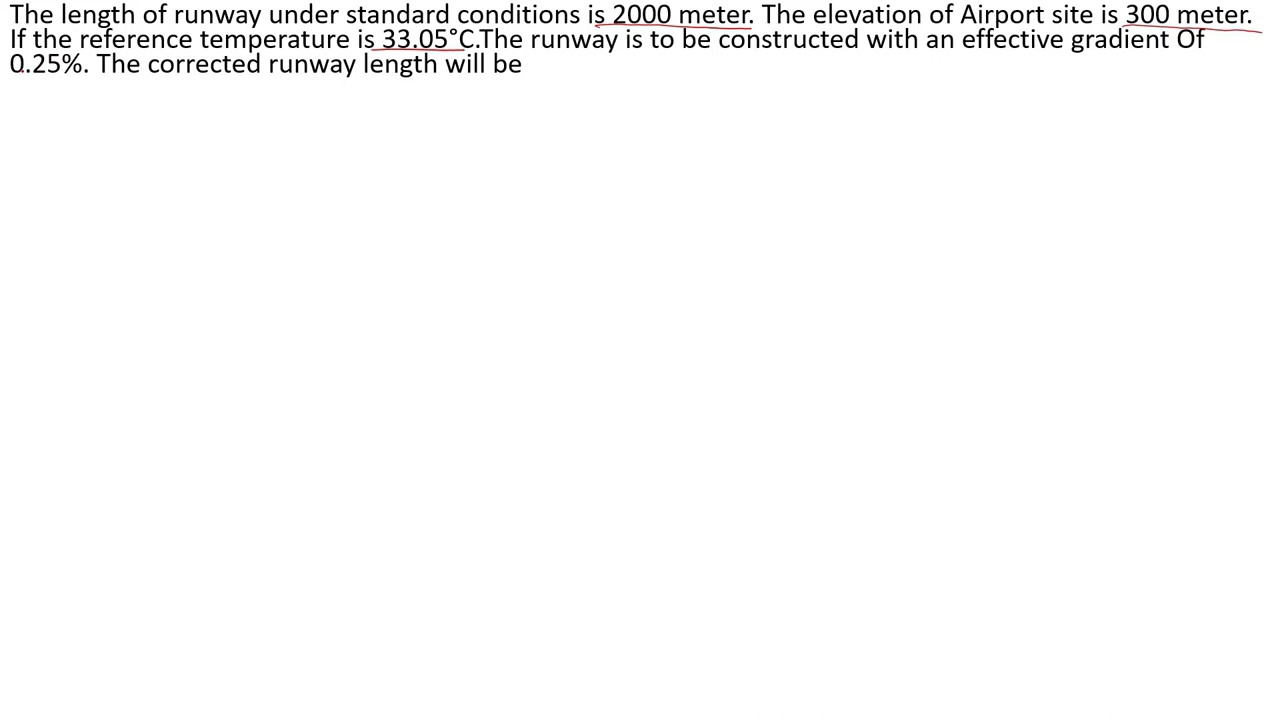 The length of runway under standard conditions is 2000 meter. The elevation of Airport site is 300 meter.
If the reference temperature is 33.05°C.The runway is to be constructed with an effective gradient Of
0.25%. The corrected runway length will be